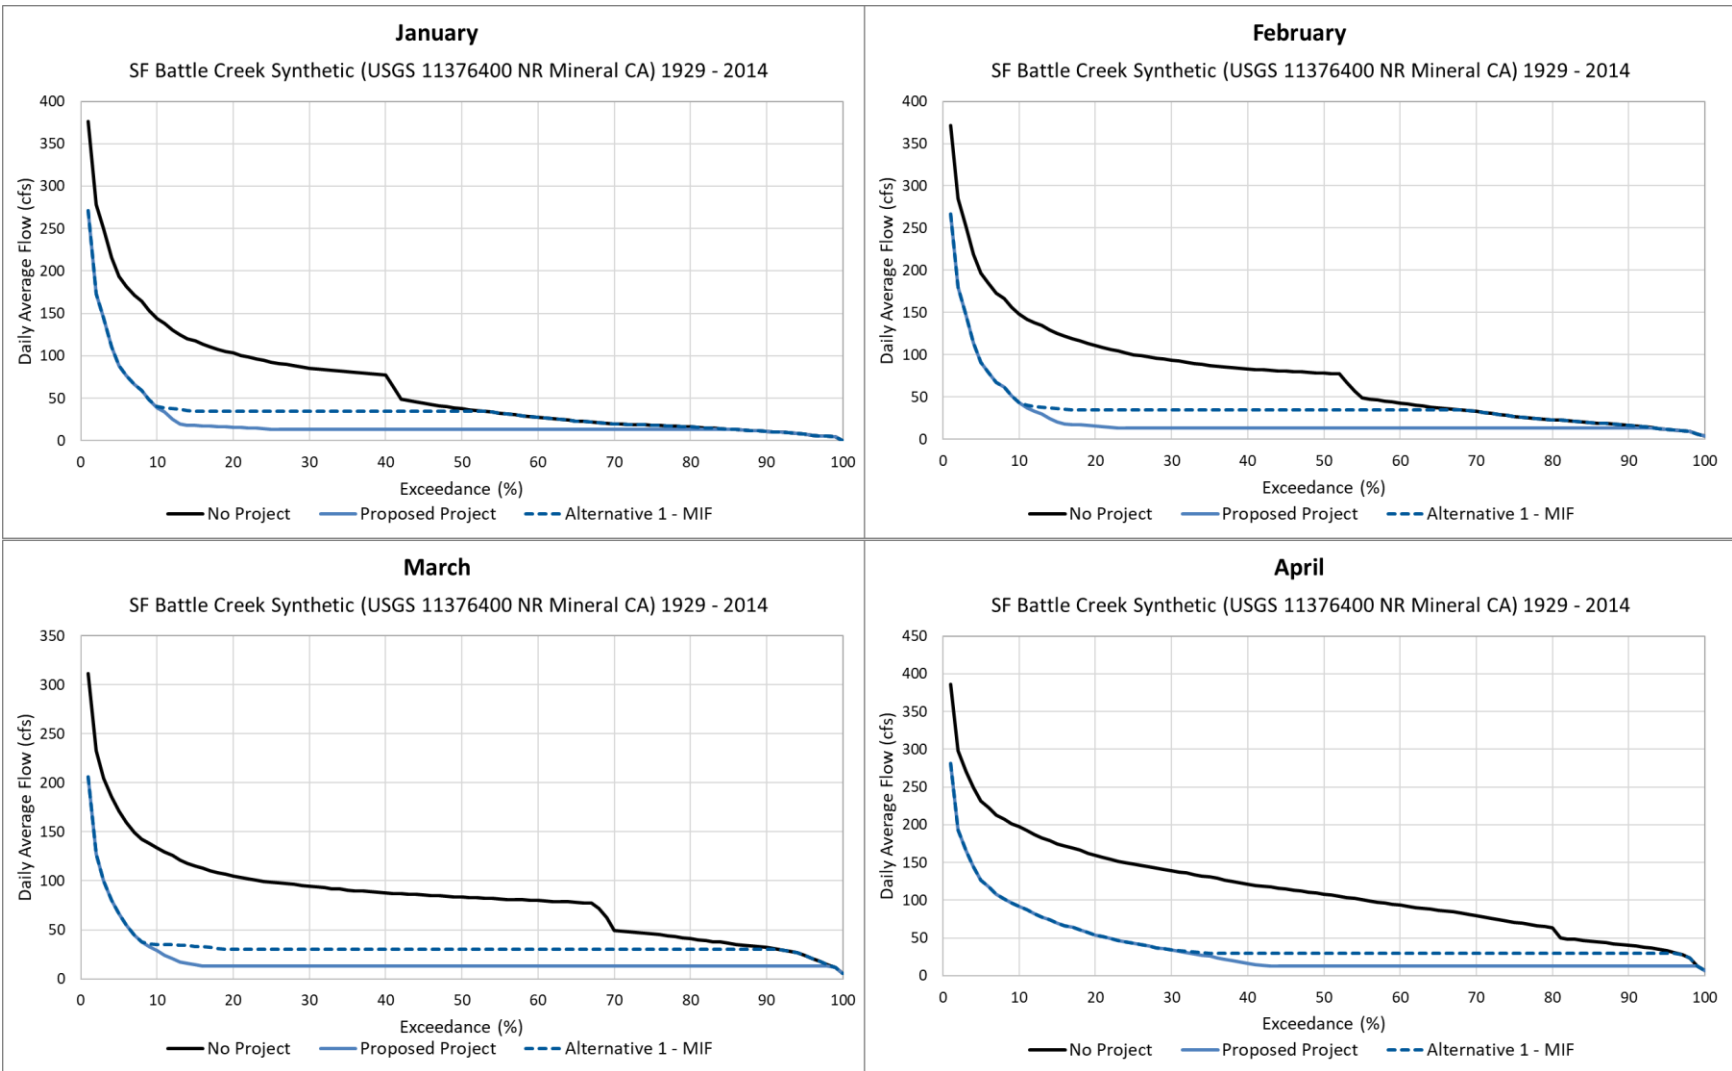 January
SF Battle Creek Synthetic (USGS 11376400 NR Mineral CA) 1929 - 2014
400
350
300
250
200
150
100
50
0
Daily Average Flow (cfs)
0 10 20 30 40 50 60 70 80 90 100
Exceedance (%)
No Project Proposed Project Alternative 1 - MIF
February
SF Battle Creek Synthetic (USGS 11376400 NR Mineral CA) 1929 - 2014
400
350
300
250
200
150
100
50
0
Daily Average Flow (cfs)
0 10 20 30 40 50 60 70 80 90 100
Exceedance (%)
No Project Proposed Project Alternative 1 - MIF
March
SF Battle Creek Synthetic (USGS 11376400 NR Mineral CA) 1929 - 2014
350
300
250
200
150
100
50
0
Daily Average Flow (cfs)
0 10 20 30 40 50 60 70 80 90 100
Exceedance (%)
No Project Proposed Project Alternative 1 - MIF
April
SF Battle Creek Synthetic (USGS 11376400 NR Mineral CA) 1929 - 2014
450
400
350
300
250
200
150
100
50
0
Daily Average Flow (cfs)
0 10 20 30 40 50 60 70 80 90 100
Exceedance (%)
No Project Proposed Project Alternative 1 - MIF